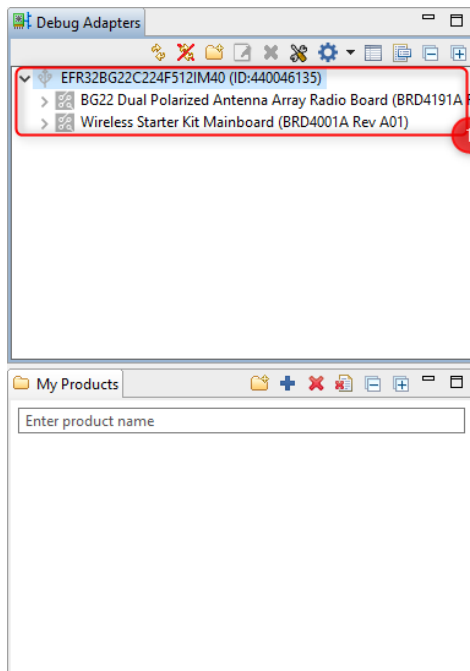 Debug Adapters
EFR32BG22C224F512IM40 (ID:440046135)
BG22 Dual Polarized Antenna Array Radio Board (BRD4191A
Wireless Starter Kit Mainboard (BRD4001A Rev A01)
My Products
Enter product name